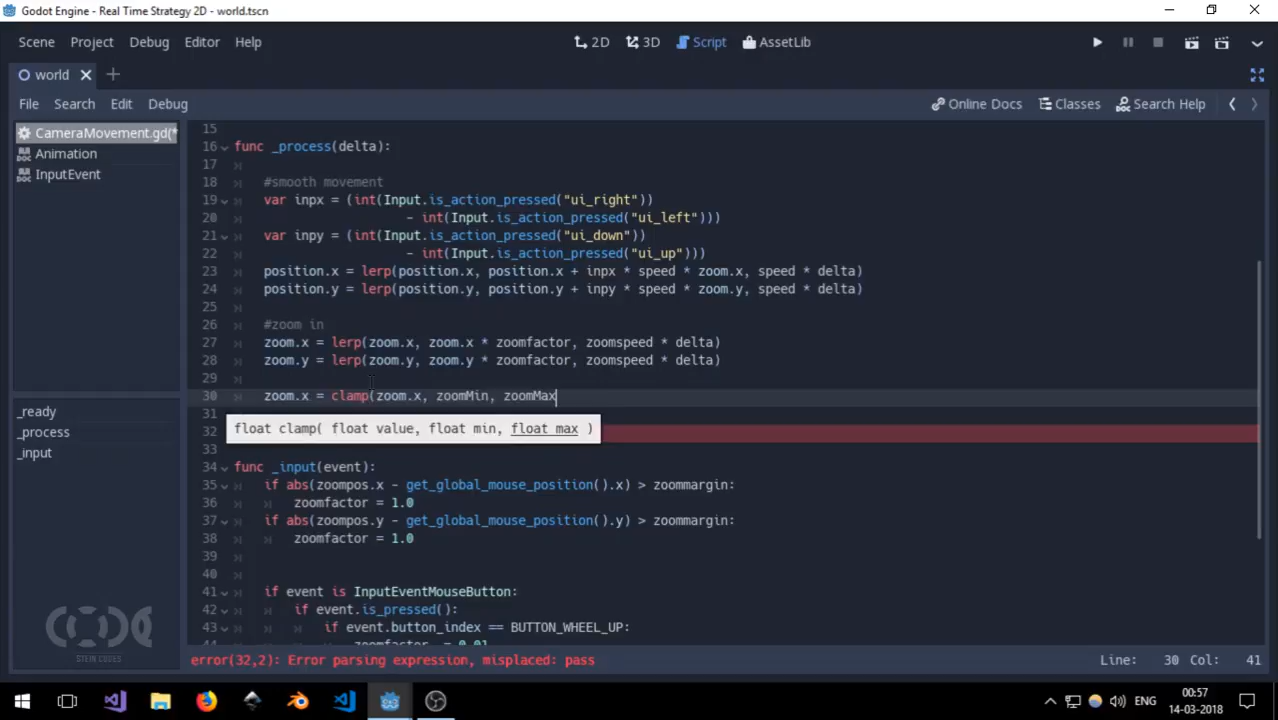 Godot Engine - Real Time Strategy 2D - world.tscn
Scene Project Debug Editor Help 2D 3D Script AssetLib
world
File Search Edit Debug Online Docs Classes Search Help
CameraMovement.gd(*
Animation
InputEvent
_ready
_process
_input
15
16 func _process(delta):
17
18 #smooth movement
19 var inpx = (int(Input.is_action_pressed("ui_right"))
20 - int(Input.is_action_pressed("ui_left")))
21 var inpy = (int(Input.is_action_pressed("ui_down"))
22 - int(Input.is_action_pressed("ui_up")))
23 position.x = lerp(position.x, position.x + inpx * speed * zoom.x, speed * delta)
24 position.y = lerp(position.y, position.y + inpy * speed * zoom.y, speed * delta)
25
26 #zoom in
27 zoom.x = lerp(zoom.x, zoom.x * zoomfactor, zoomspeed * delta)
28 zoom.y = lerp(zoom.y, zoom.y * zoomfactor, zoomspeed * delta)
29
30 zoom.x = clamp(zoom.x, zoomMin, zoomMax
31
float clamp( float value, float min, float max )
32
33
34 func _input(event):
35 if abs(zoompos.x - get_global_mouse_position().x) > zoommargin:
36 zoomfactor = 1.0
37 if abs(zoompos.y - get_global_mouse_position().y) > zoommargin:
38 zoomfactor = 1.0
39
40
41 if event is InputEventMouseButton:
42 if event.is_pressed():
43 if event.button_index == BUTTON_WHEEL_UP:
CODE
STEIN CODES
error(32,2): Error parsing expression, misplaced: pass Line: 30 Col: 41
ENG
00:57
14-03-2018